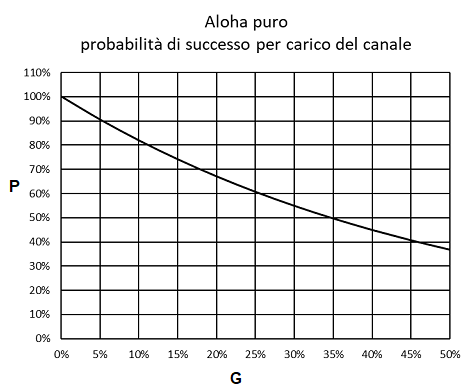 Aloha puro
probabilità di successo per carico del canale
110%
100%
90%
80%
70%
P
60%
50%
40%
30%
20%
10%
0%
0% 5% 10% 15% 20% 25% 30% 35% 40% 45% 50%
G